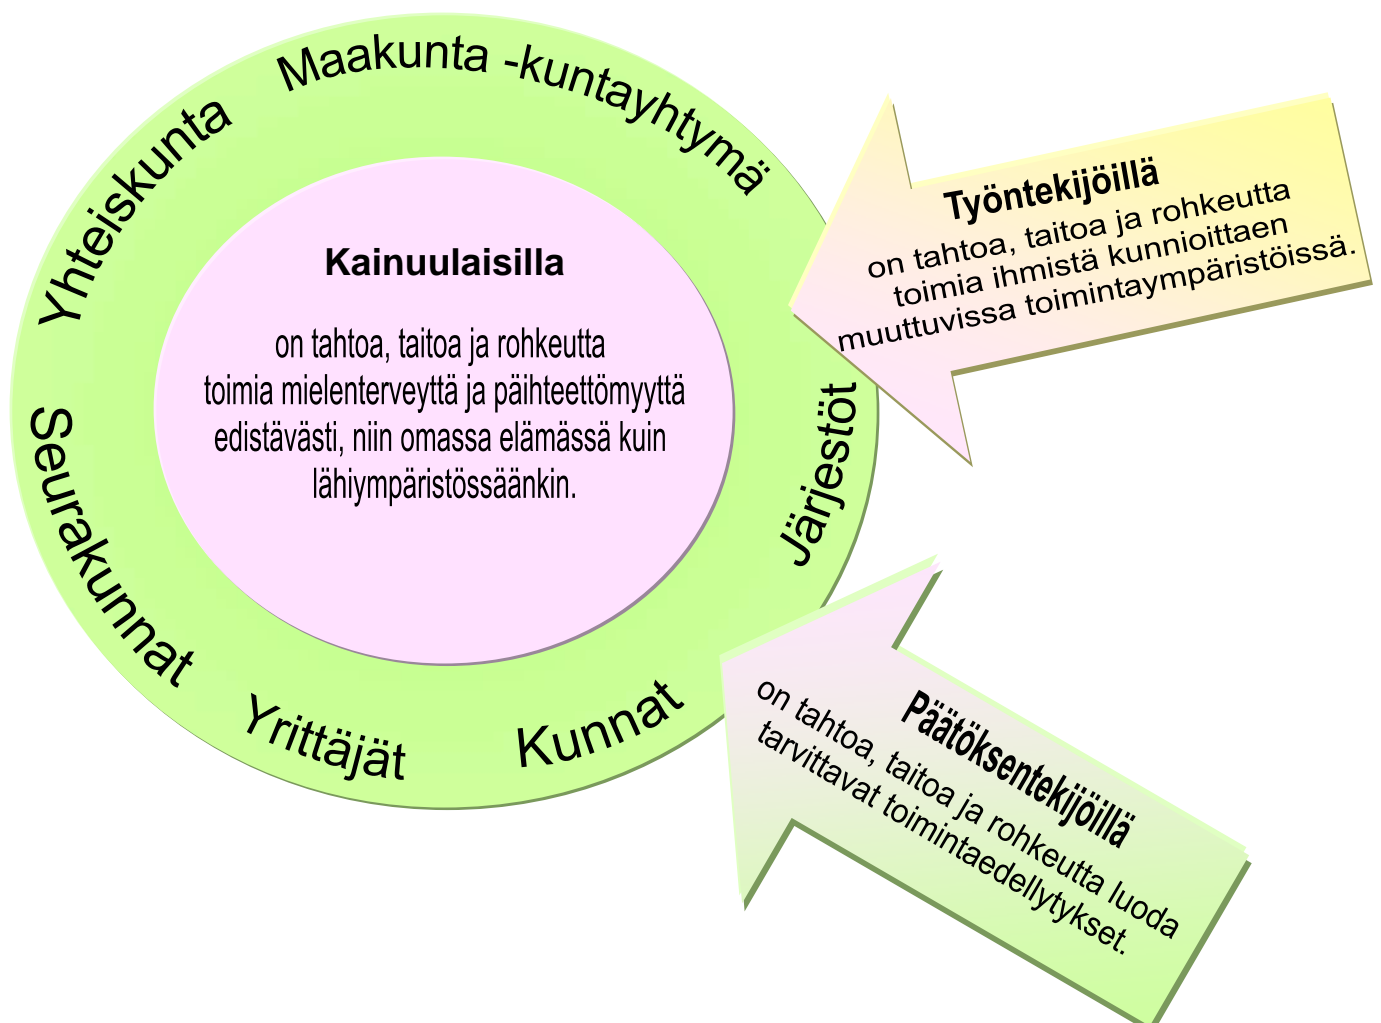 Maakunta -kuntayhtymä
Yhteiskunta
Seurakunnat
Yrittäjät
Kunnat
Järjestöt
Kainuulaisilla
on tahtoa, taitoa ja rohkeutta
toimia mielenterveyttä ja päihteettömyyttä
edistävästi, niin omassa elämässä kuin
lähiympäristössäänkin.
Työntekijöillä
on tahtoa, taitoa ja rohkeutta
toimia ihmistä kunnioittaen
muuttuvissa toimintaympäristöissä.
Päätöksentekijöillä
on tahtoa, taitoa ja rohkeutta luoda
tarvittavat toimintaedellytykset.